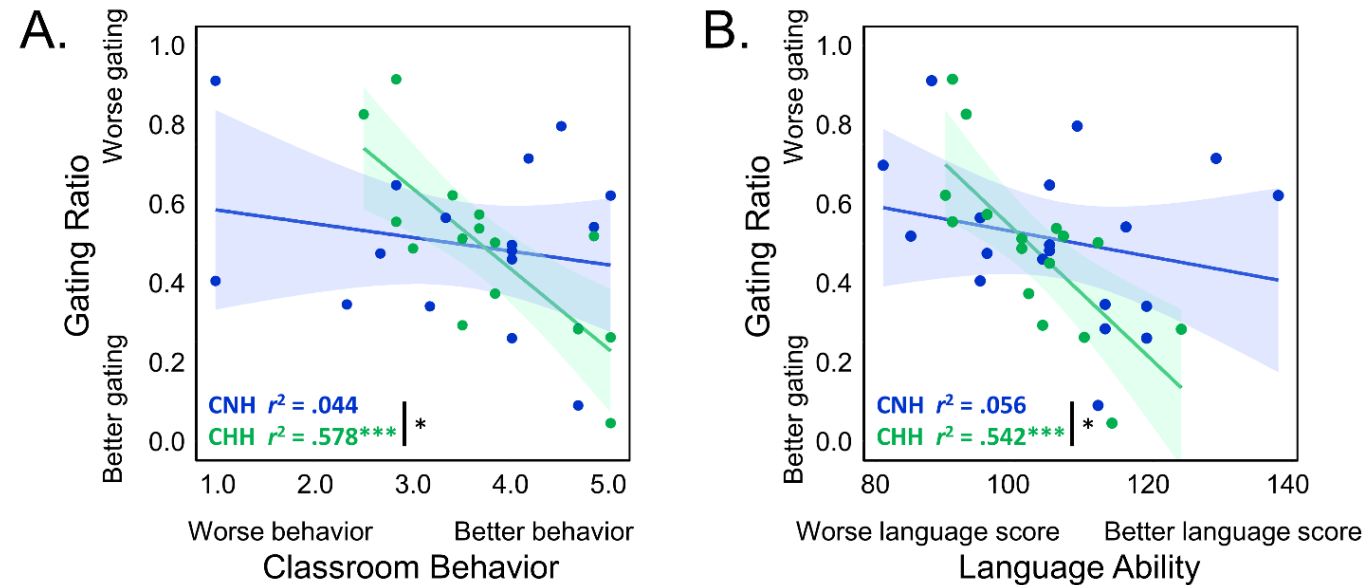 A.
Worse gating
Gating Ratio
Better gating
1.0
0.8
0.6
0.4
0.2
0.0
CNH r² = .044
CHH r² = .578***
*
1.0 2.0 3.0 4.0 5.0
Worse behavior Better behavior
Classroom Behavior
B.
Worse gating
Gating Ratio
Better gating
1.0
0.8
0.6
0.4
0.2
0.0
CNH r² = .056
CHH r² = .542***
*
80 100 120 140
Worse language score Better language score
Language Ability